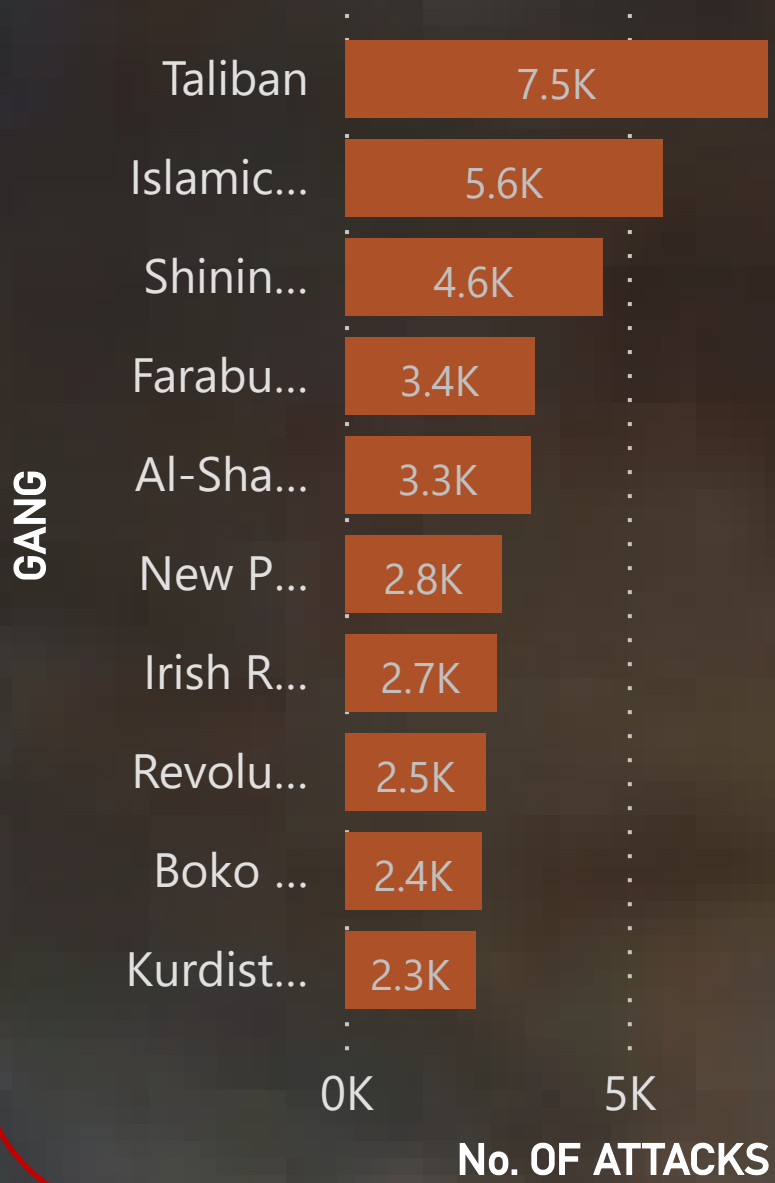 GANG
Taliban 7.5K
Islamic... 5.6K
Shinin... 4.6K
Farabu... 3.4K
Al-Sha... 3.3K
New P... 2.8K
Irish R... 2.7K
Revolu... 2.5K
Boko ... 2.4K
Kurdist... 2.3K
0K 5K
No. OF ATTACKS